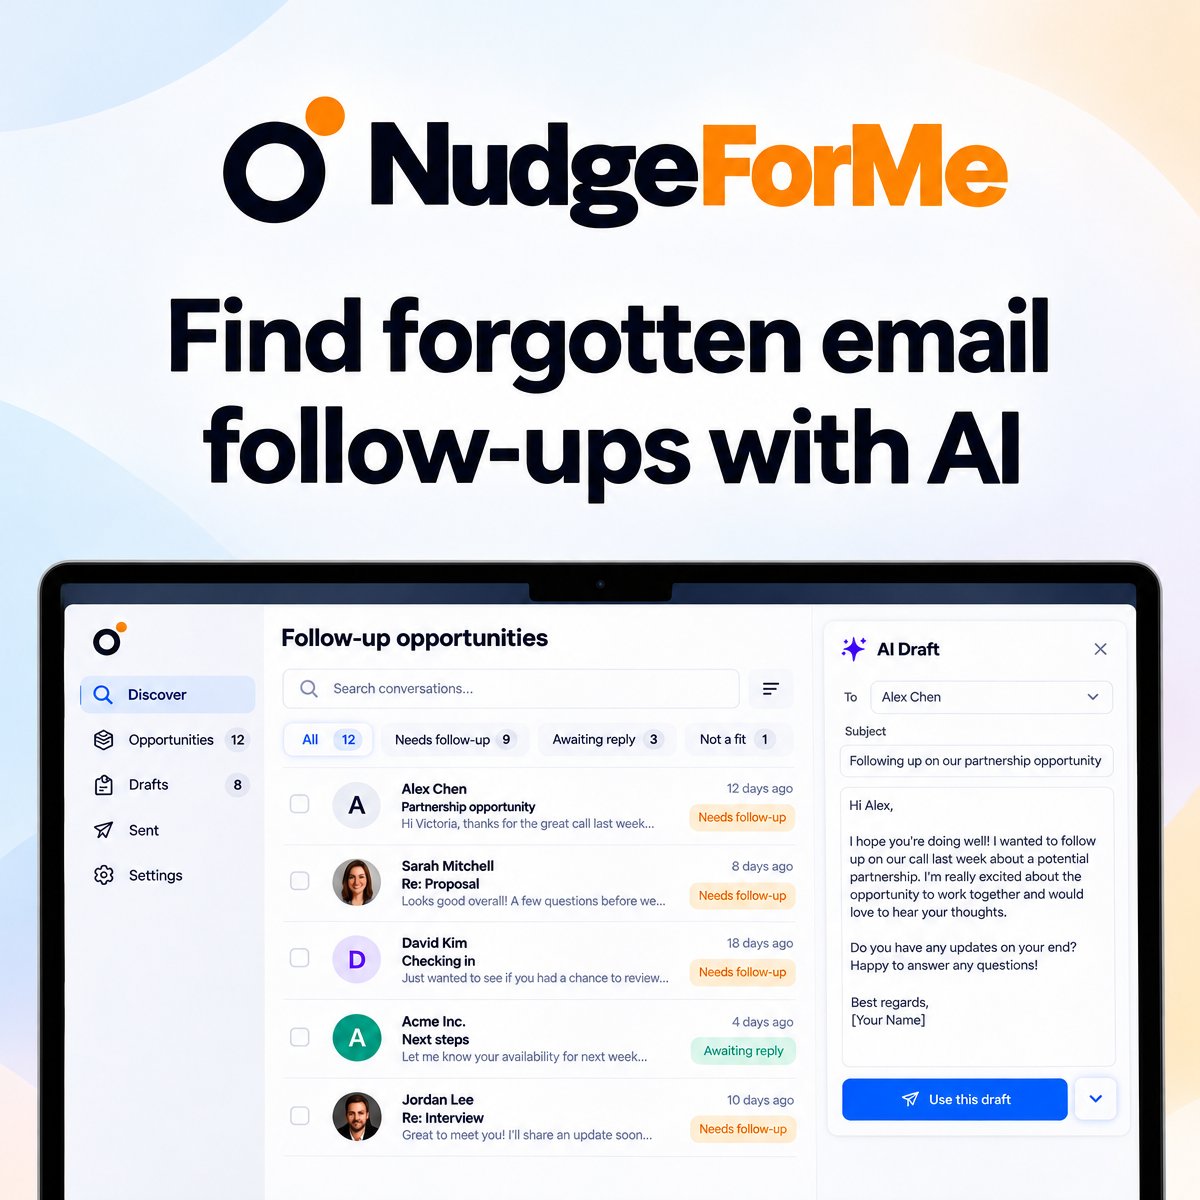 NudgeForMe
Find forgotten email
follow-ups with AI
Discover
Opportunities 12
Drafts 8
Sent
Settings
Follow-up opportunities
Search conversations...
All 12 Needs follow-up 9 Awaiting reply 3 Not a fit 1
A
Alex Chen 12 days ago
Partnership opportunity
Hi Victoria, thanks for the great call last week...
Needs follow-up
Sarah Mitchell 8 days ago
Re: Proposal
Looks good overall! A few questions before we...
Needs follow-up
D
David Kim 18 days ago
Checking in
Just wanted to see if you had a chance to review...
Needs follow-up
A
Acme Inc. 4 days ago
Next steps
Let me know your availability for next week...
Awaiting reply
Jordan Lee 10 days ago
Re: Interview
Great to meet you! I'll share an update soon...
Needs follow-up
AI Draft
To Alex Chen
Subject
Following up on our partnership opportunity
Hi Alex,
I hope you're doing well! I wanted to follow
up on our call last week about a potential
partnership. I'm really excited about the
opportunity to work together and would
love to hear your thoughts.
Do you have any updates on your end?
Happy to answer any questions!
Best regards,
[Your Name]
Use this draft